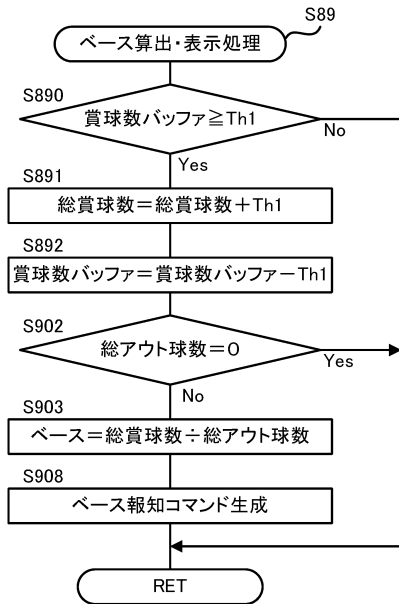 S89
ベース算出・表示処理
S890
賞球数バッファ≧Th1
No
Yes
S891
総賞球数＝総賞球数＋Th1
S892
賞球数バッファ＝賞球数バッファ－Th1
S902
総アウト球数＝0
Yes
No
S903
ベース＝総賞球数÷総アウト球数
S908
ベース報知コマンド生成
RET